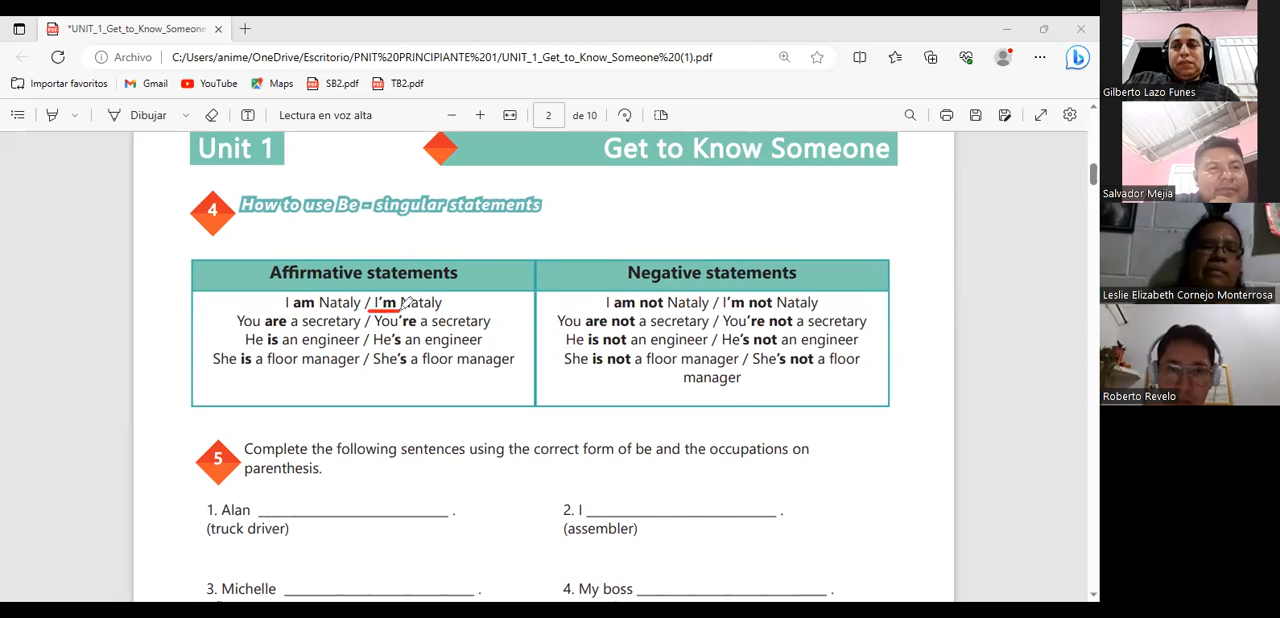 *UNIT_1_Get_to_Know_Someone
Archivo
C:/Users/anime/OneDrive/Escritorio/PNIT%20PRINCIPIANTE%201/UNIT_1_Get_to_Know_Someone%20(1).pdf
Importar favoritos
Gmail
YouTube
Maps
SB2.pdf
TB2.pdf
Dibujar
Lectura en voz alta
2
de 10
Unit 1
Get to Know Someone
4
How to use Be - singular statements
Affirmative statements
I am Nataly / I'm Nataly
You are a secretary / You're a secretary
He is an engineer / He's an engineer
She is a floor manager / She's a floor manager
Negative statements
I am not Nataly / I'm not Nataly
You are not a secretary / You're not a secretary
He is not an engineer / He's not an engineer
She is not a floor manager / She's not a floor
manager
5
Complete the following sentences using the correct form of be and the occupations on
parenthesis.
1. Alan ______________________ .
(truck driver)
2. I ______________________ .
(assembler)
3. Michelle ______________________ .
4. My boss ______________________ .
Gilberto Lazo Funes
Salvador Mejía
Leslie Elizabeth Cornejo Monterrosa
Roberto Revelo